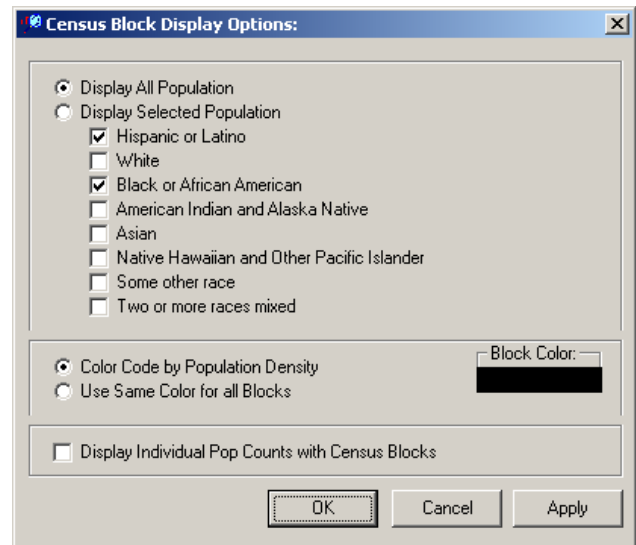 Census Block Display Options:
Display All Population
Display Selected Population
Hispanic or Latino
White
Black or African American
American Indian and Alaska Native
Asian
Native Hawaiian and Other Pacific Islander
Some other race
Two or more races mixed
Block Color:
Color Code by Population Density
Use Same Color for all Blocks
Display Individual Pop Counts with Census Blocks
OK Cancel Apply